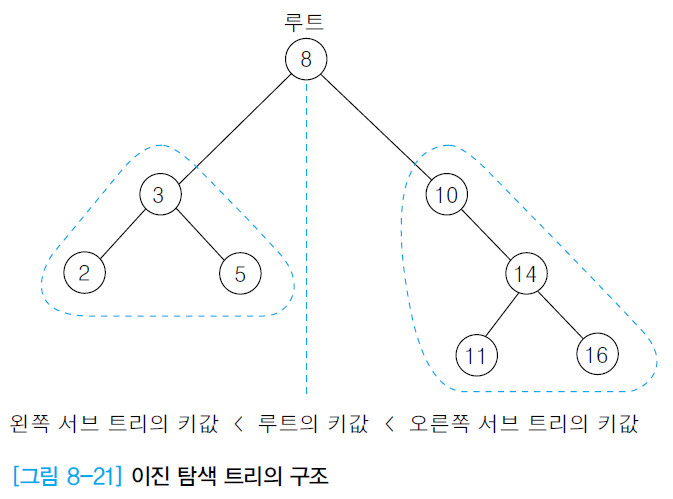 루트
8
3
10
2
5
14
11
16
왼쪽 서브 트리의 키값 < 루트의 키값 < 오른쪽 서브 트리의 키값
[그림 8-21] 이진 탐색 트리의 구조